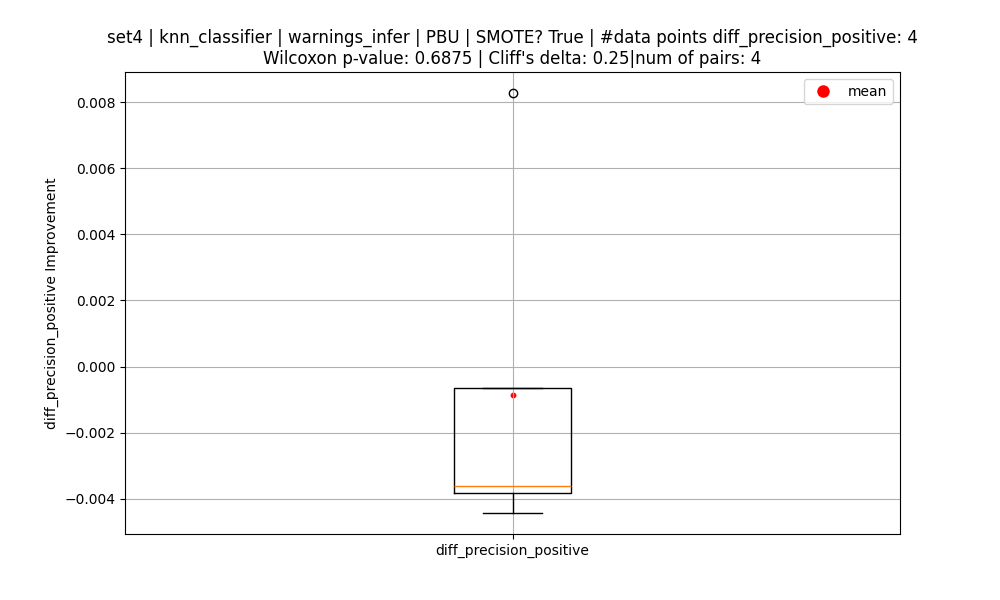 set4 | knn_classifier | warnings_infer | PBU | SMOTE? True | #data points diff_precision_positive: 4
Wilcoxon p-value: 0.6875 | Cliff's delta: 0.25|num of pairs: 4
mean
0.008
0.006
0.004
0.002
0.000
−0.002
−0.004
diff_precision_positive Improvement
diff_precision_positive